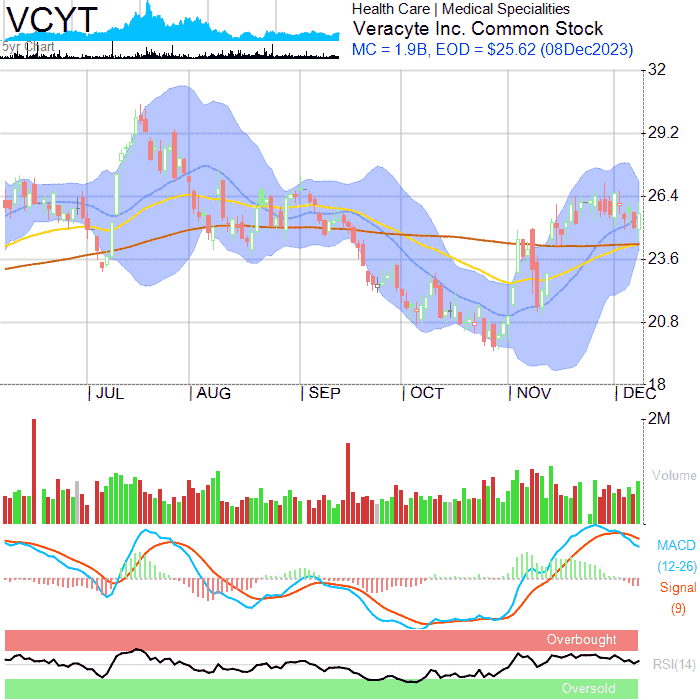 VCYT
5yr Chart
Health Care | Medical Specialities
Veracyte Inc. Common Stock
MC = 1.9B, EOD = $25.62 (08Dec2023)
32
29.2
26.4
23.6
20.8
18
JUL AUG SEP OCT NOV DEC
2M
Volume
MACD
(12-26)
Signal
(9)
Overbought
RSI(14)
Oversold